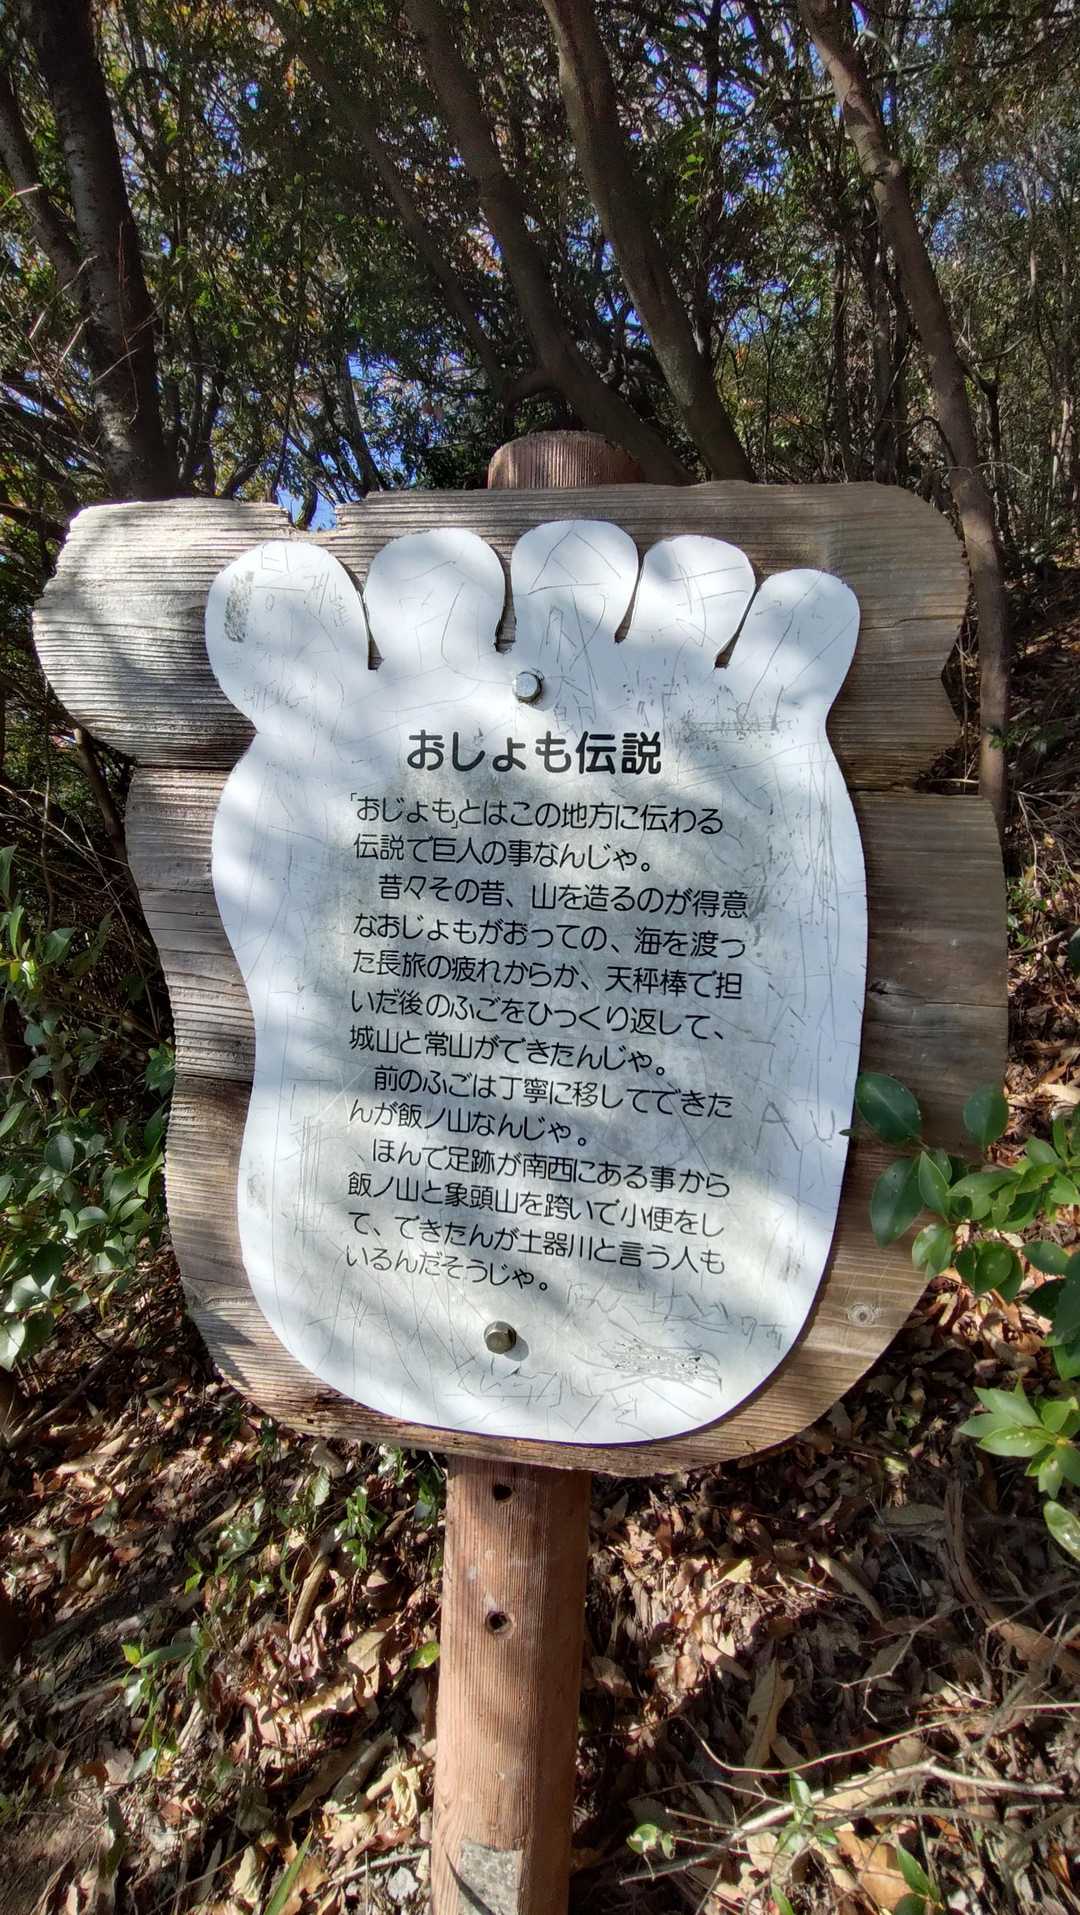 おじょも伝説
「おじょも」とはこの地方に伝わる
伝説で巨人の事なんじゃ。
昔々その昔、山を造るのが得意
なおじょもがおっての、海を渡っ
た長旅の疲れからか、天秤棒で担
いだ後のふごをひっくり返して、
城山と常山ができたんじゃ。
前のふごは丁寧に移してできた
んが飯ノ山なんじゃ。
ほんで足跡が南西にある事から
飯ノ山と象頭山を跨いで小便をし
て、できたんが土器川と言う人も
いるんだそうじゃ。